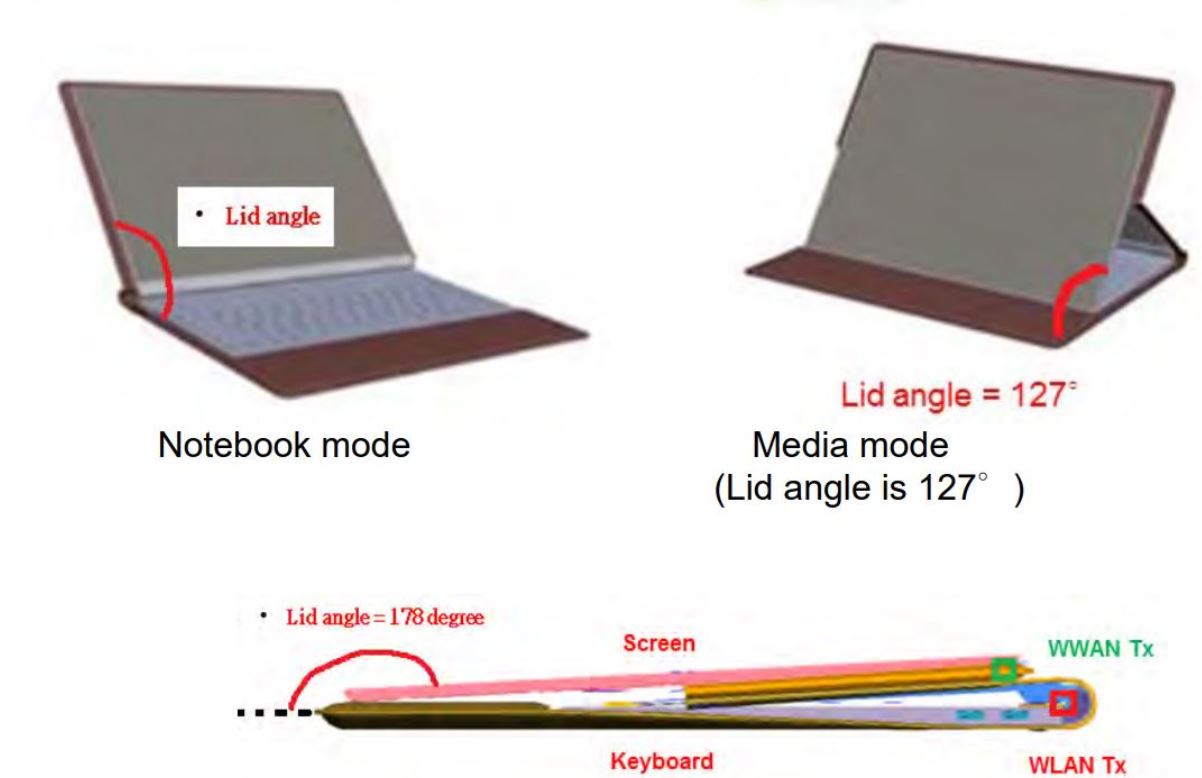 • Lid angle
Lid angle = 127°
Notebook mode
Media mode
(Lid angle is 127° )
• Lid angle = 178 degree
Screen
WWAN Tx
Keyboard
WLAN Tx